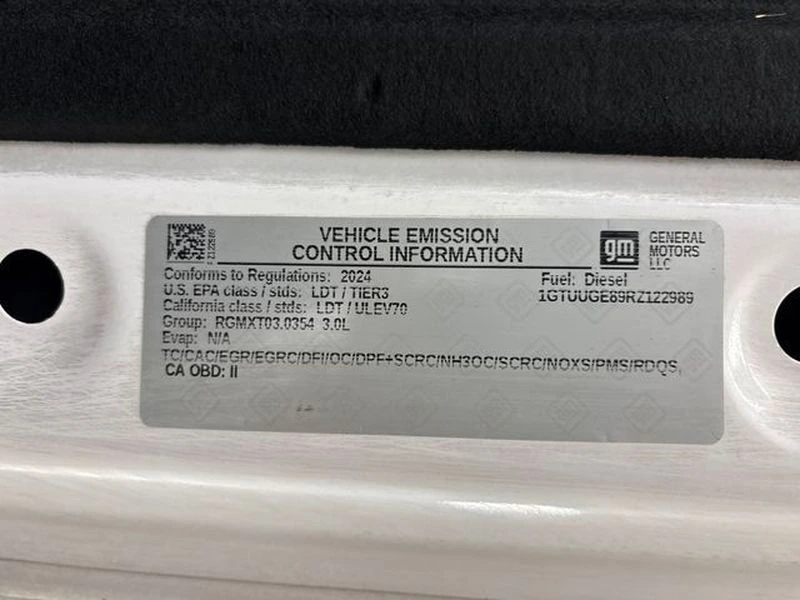 VEHICLE EMISSION
CONTROL INFORMATION
gm GENERAL
MOTORS
LLC
Conforms to Regulations: 2024
Fuel: Diesel
U.S. EPA class / stds: LDT / TIER3
1GTUUGE89RZ122989
California class / stds: LDT / ULEV70
Group: RGMXT03.0354 3.0L
Evap: N/A
TC/CAC/EGR/EGRC/DFI/OC/DPF+SCRC/NH3OC/SCRC/NOXS/PMS/RDQS,
CA OBD: II